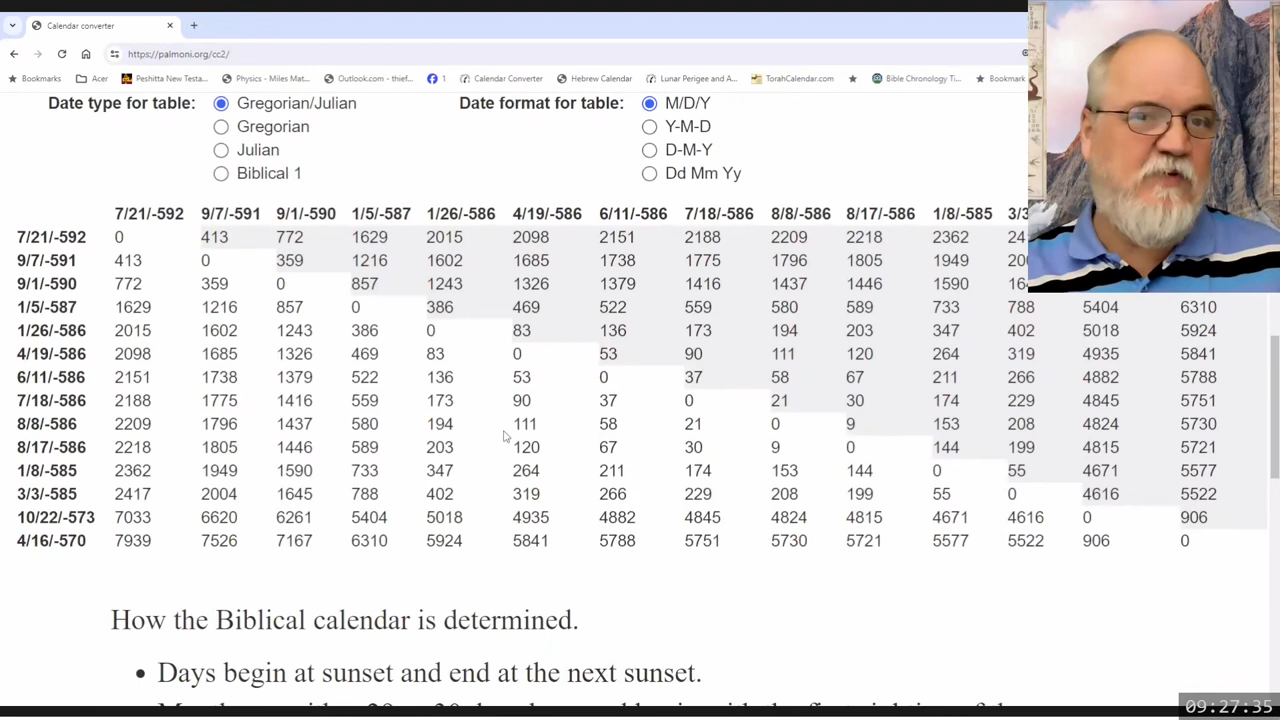 Calendar converter
https://palmoni.org/cc2/
Bookmarks Acer Peshitta New Testa... Physics - Miles Mat... Outlook.com - thief... 1 Calendar Converter Hebrew Calendar Lunar Perigee and A... TorahCalendar.com Bible Chronology Ti... Bookmark
Date type for table: Gregorian/Julian Date format for table: M/D/Y
Gregorian Y-M-D
Julian D-M-Y
Biblical 1 Dd Mm Yy
7/21/-592 9/7/-591 9/1/-590 1/5/-587 1/26/-586 4/19/-586 6/11/-586 7/18/-586 8/8/-586 8/17/-586 1/8/-585 3/3
7/21/-592 0 413 772 1629 2015 2098 2151 2188 2209 2218 2362 24
9/7/-591 413 0 359 1216 1602 1685 1738 1775 1796 1805 1949 20
9/1/-590 772 359 0 857 1243 1326 1379 1416 1437 1446 1590 16
1/5/-587 1629 1216 857 0 386 469 522 559 580 589 733 788 5404 6310
1/26/-586 2015 1602 1243 386 0 83 136 173 194 203 347 402 5018 5924
4/19/-586 2098 1685 1326 469 83 0 53 90 111 120 264 319 4935 5841
6/11/-586 2151 1738 1379 522 136 53 0 37 58 67 211 266 4882 5788
7/18/-586 2188 1775 1416 559 173 90 37 0 21 30 174 229 4845 5751
8/8/-586 2209 1796 1437 580 194 111 58 21 0 9 153 208 4824 5730
8/17/-586 2218 1805 1446 589 203 120 67 30 9 0 144 199 4815 5721
1/8/-585 2362 1949 1590 733 347 264 211 174 153 144 0 55 4671 5577
3/3/-585 2417 2004 1645 788 402 319 266 229 208 199 55 0 4616 5522
10/22/-573 7033 6620 6261 5404 5018 4935 4882 4845 4824 4815 4671 4616 0 906
4/16/-570 7939 7526 7167 6310 5924 5841 5788 5751 5730 5721 5577 5522 906 0
How the Biblical calendar is determined.
• Days begin at sunset and end at the next sunset.
09:27:35